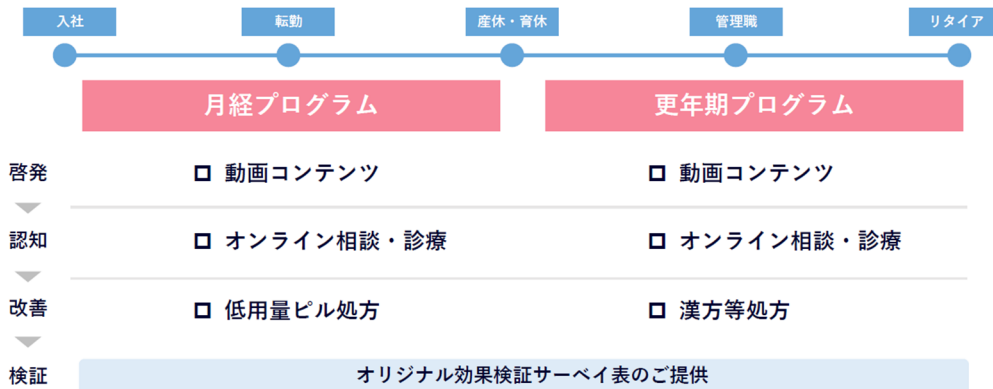 入社 転勤 産休・育休 管理職 リタイア
月経プログラム 更年期プログラム
啓発 動画コンテンツ 動画コンテンツ
認知 オンライン相談・診療 オンライン相談・診療
改善 低用量ピル処方 漢方等処方
検証 オリジナル効果検証サーベイ表のご提供